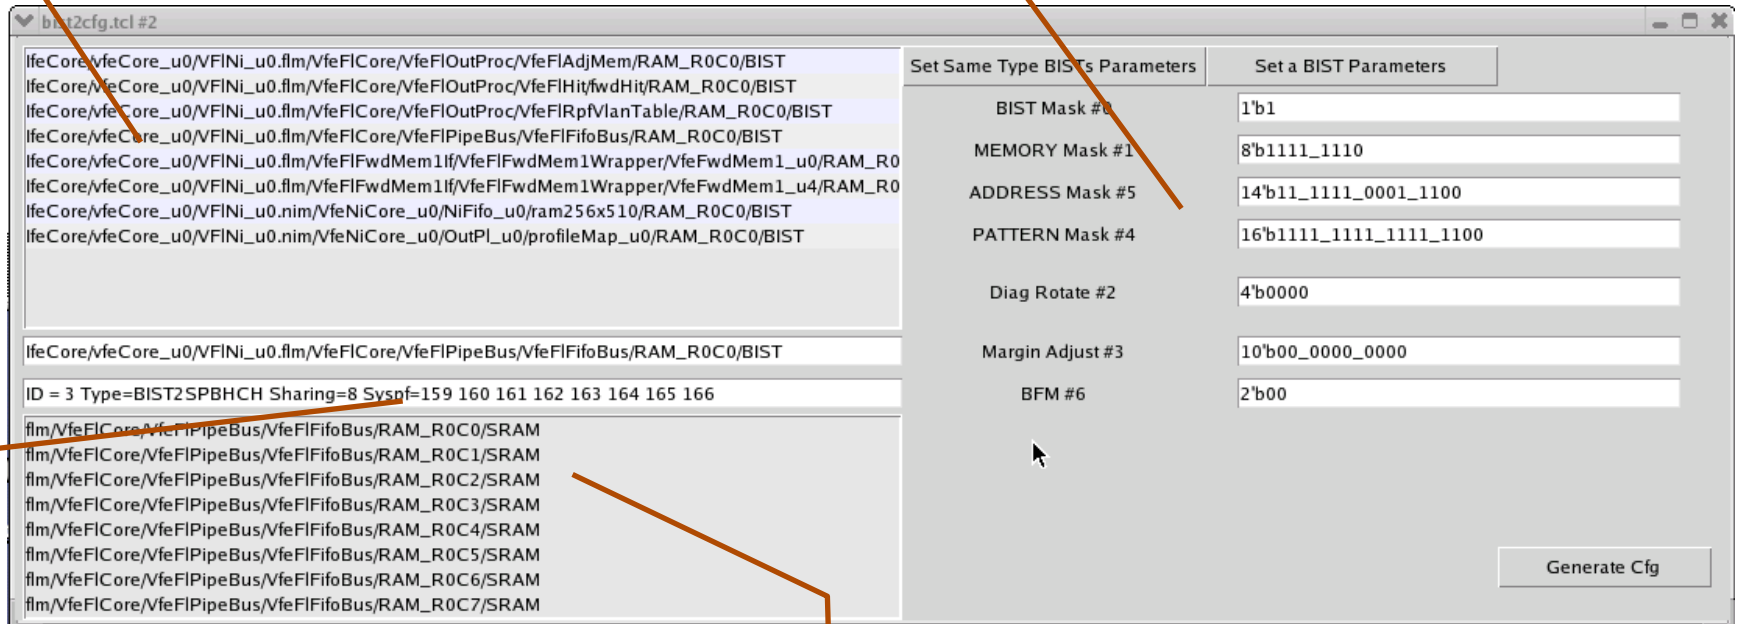 bist2cfg.tcl #2
IfeCore/vfeCore_u0/VFlNi_u0.flm/VfeFlCore/VfeFlOutProc/VfeFlAdjMem/RAM_R0C0/BIST
IfeCore/vfeCore_u0/VFlNi_u0.flm/VfeFlCore/VfeFlOutProc/VfeFlHit/fwdHit/RAM_R0C0/BIST
IfeCore/vfeCore_u0/VFlNi_u0.flm/VfeFlCore/VfeFlOutProc/VfeFlRpfVlanTable/RAM_R0C0/BIST
IfeCore/vfeCore_u0/VFlNi_u0.flm/VfeFlCore/VfeFlPipeBus/VfeFlFifoBus/RAM_R0C0/BIST
IfeCore/vfeCore_u0/VFlNi_u0.flm/VfeFlFwdMem1If/VfeFlFwdMem1Wrapper/VfeFwdMem1_u0/RAM_R0
IfeCore/vfeCore_u0/VFlNi_u0.flm/VfeFlFwdMem1If/VfeFlFwdMem1Wrapper/VfeFwdMem1_u4/RAM_R0
IfeCore/vfeCore_u0/VFlNi_u0.nim/VfeNiCore_u0/NiFifo_u0/ram256x510/RAM_R0C0/BIST
IfeCore/vfeCore_u0/VFlNi_u0.nim/VfeNiCore_u0/OutPl_u0/profileMap_u0/RAM_R0C0/BIST
IfeCore/vfeCore_u0/VFlNi_u0.flm/VfeFlCore/VfeFlPipeBus/VfeFlFifoBus/RAM_R0C0/BIST
ID = 3 Type=BIST2SPBHCH Sharing=8 Syspf=159 160 161 162 163 164 165 166
flm/VfeFlCore/VfeFlPipeBus/VfeFlFifoBus/RAM_R0C0/SRAM
flm/VfeFlCore/VfeFlPipeBus/VfeFlFifoBus/RAM_R0C1/SRAM
flm/VfeFlCore/VfeFlPipeBus/VfeFlFifoBus/RAM_R0C2/SRAM
flm/VfeFlCore/VfeFlPipeBus/VfeFlFifoBus/RAM_R0C3/SRAM
flm/VfeFlCore/VfeFlPipeBus/VfeFlFifoBus/RAM_R0C4/SRAM
flm/VfeFlCore/VfeFlPipeBus/VfeFlFifoBus/RAM_R0C5/SRAM
flm/VfeFlCore/VfeFlPipeBus/VfeFlFifoBus/RAM_R0C6/SRAM
flm/VfeFlCore/VfeFlPipeBus/VfeFlFifoBus/RAM_R0C7/SRAM
Set Same Type BISTs Parameters Set a BIST Parameters
BIST Mask #0 1'b1
MEMORY Mask #1 8'b1111_1110
ADDRESS Mask #5 14'b11_1111_0001_1100
PATTERN Mask #4 16'b1111_1111_1111_1100
Diag Rotate #2 4'b0000
Margin Adjust #3 10'b00_0000_0000
BFM #6 2'b00
Generate Cfg